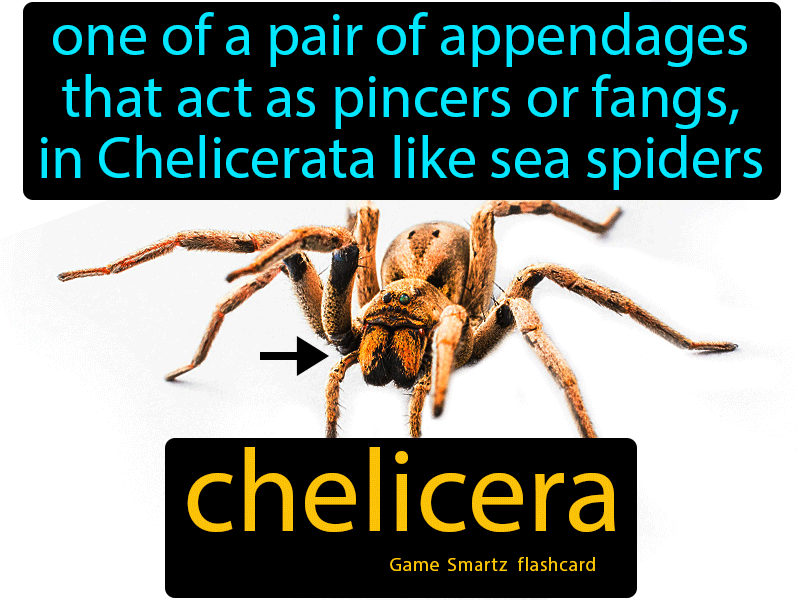 one of a pair of appendages
that act as pincers or fangs,
in Chelicerata like sea spiders
chelicera
Game Smartz flashcard